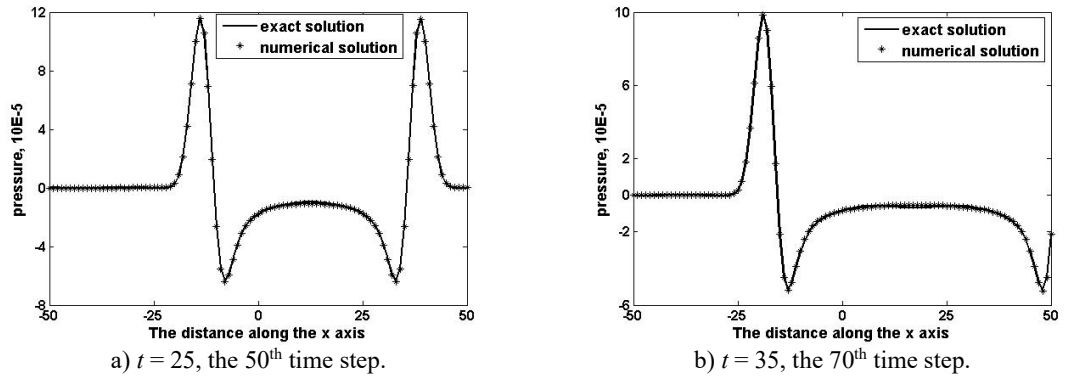 12
8
4
0
-4
-8
pressure, 10E-5
exact solution
numerical solution
-50 -25 0 25 50
The distance along the x axis
a) t = 25, the 50th time step.
10
6
2
0
-2
-6
pressure, 10E-5
exact solution
numerical solution
-50 -25 0 25 50
The distance along the x axis
b) t = 35, the 70th time step.